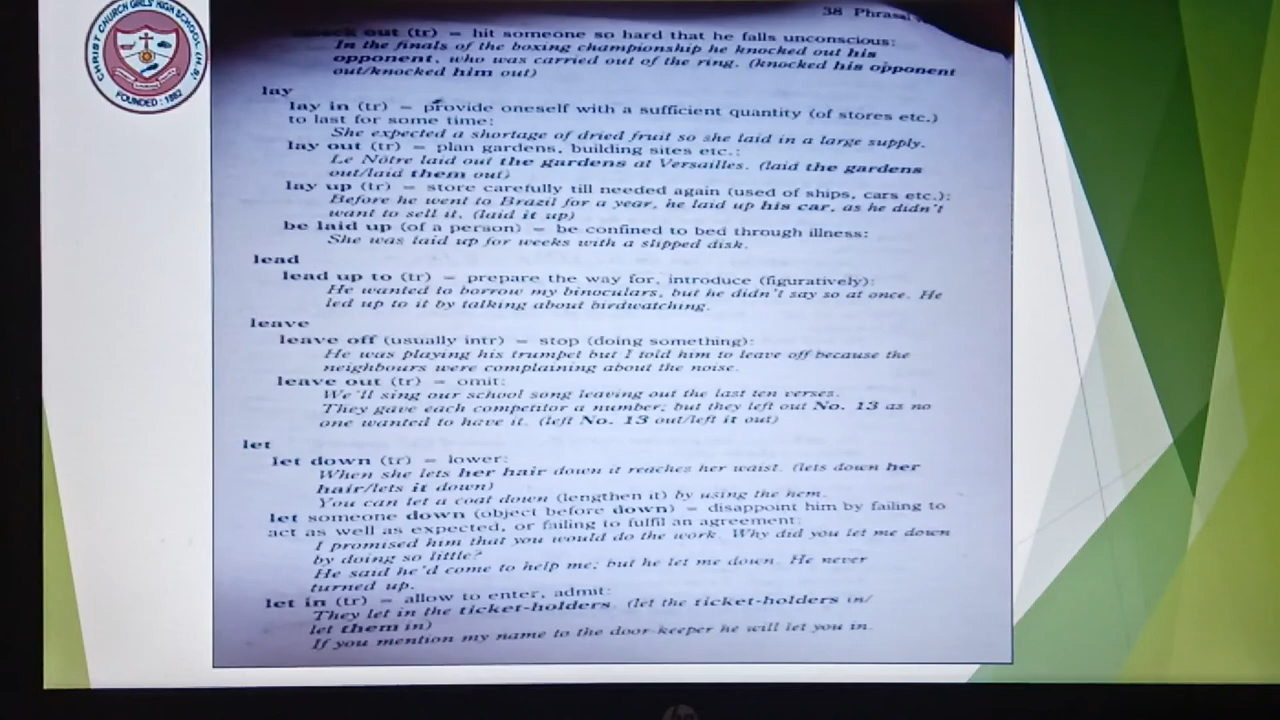 CHRIST CHURCH GIRLS' HIGH SCHOOL (H.S)
FOUNDED : 1882
38 Phrasal
out (tr) = hit someone so hard that he falls unconscious:
In the finals of the boxing championship he knocked out his
opponent, who was carried out of the ring. (knocked his opponent
out/knocked him out)
lay
lay in (tr) = provide oneself with a sufficient quantity (of stores etc.)
to last for some time:
She expected a shortage of dried fruit so she laid in a large supply.
lay out (tr) = plan gardens, building sites etc.:
Le Nôtre laid out the gardens at Versailles. (laid the gardens
out/laid them out)
lay up (tr) = store carefully till needed again (used of ships, cars etc.):
Before he went to Brazil for a year, he laid up his car, as he didn't
want to sell it. (laid it up)
be laid up (of a person) = be confined to bed through illness:
She was laid up for weeks with a slipped disk.
lead
lead up to (tr) = prepare the way for, introduce (figuratively):
He wanted to borrow my binoculars, but he didn't say so at once. He
led up to it by talking about birdwatching.
leave
leave off (usually intr) = stop (doing something):
He was playing his trumpet but I told him to leave off because the
neighbours were complaining about the noise.
leave out (tr) = omit:
We'll sing our school song leaving out the last ten verses.
They gave each competitor a number; but they left out No. 13 as no
one wanted to have it. (left No. 13 out/left it out)
let
let down (tr) = lower:
When she lets her hair down it reaches her waist. (lets down her
hair/lets it down)
You can let a coat down (lengthen it) by using the hem.
let someone down (object before down) = disappoint him by failing to
act as well as expected, or failing to fulfil an agreement:
I promised him that you would do the work. Why did you let me down
by doing so little?
He said he'd come to help me; but he let me down. He never
turned up.
let in (tr) = allow to enter, admit:
They let in the ticket-holders. (let the ticket-holders in/
let them in)
If you mention my name to the door-keeper he will let you in.
hp